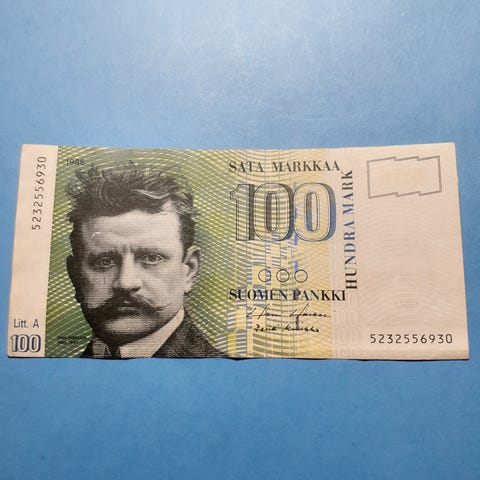 5232556930
1986
SATA MARKKAA
100
HUNDRA MARK
SUOMEN PANKKI
Litt. A
100
5232556930